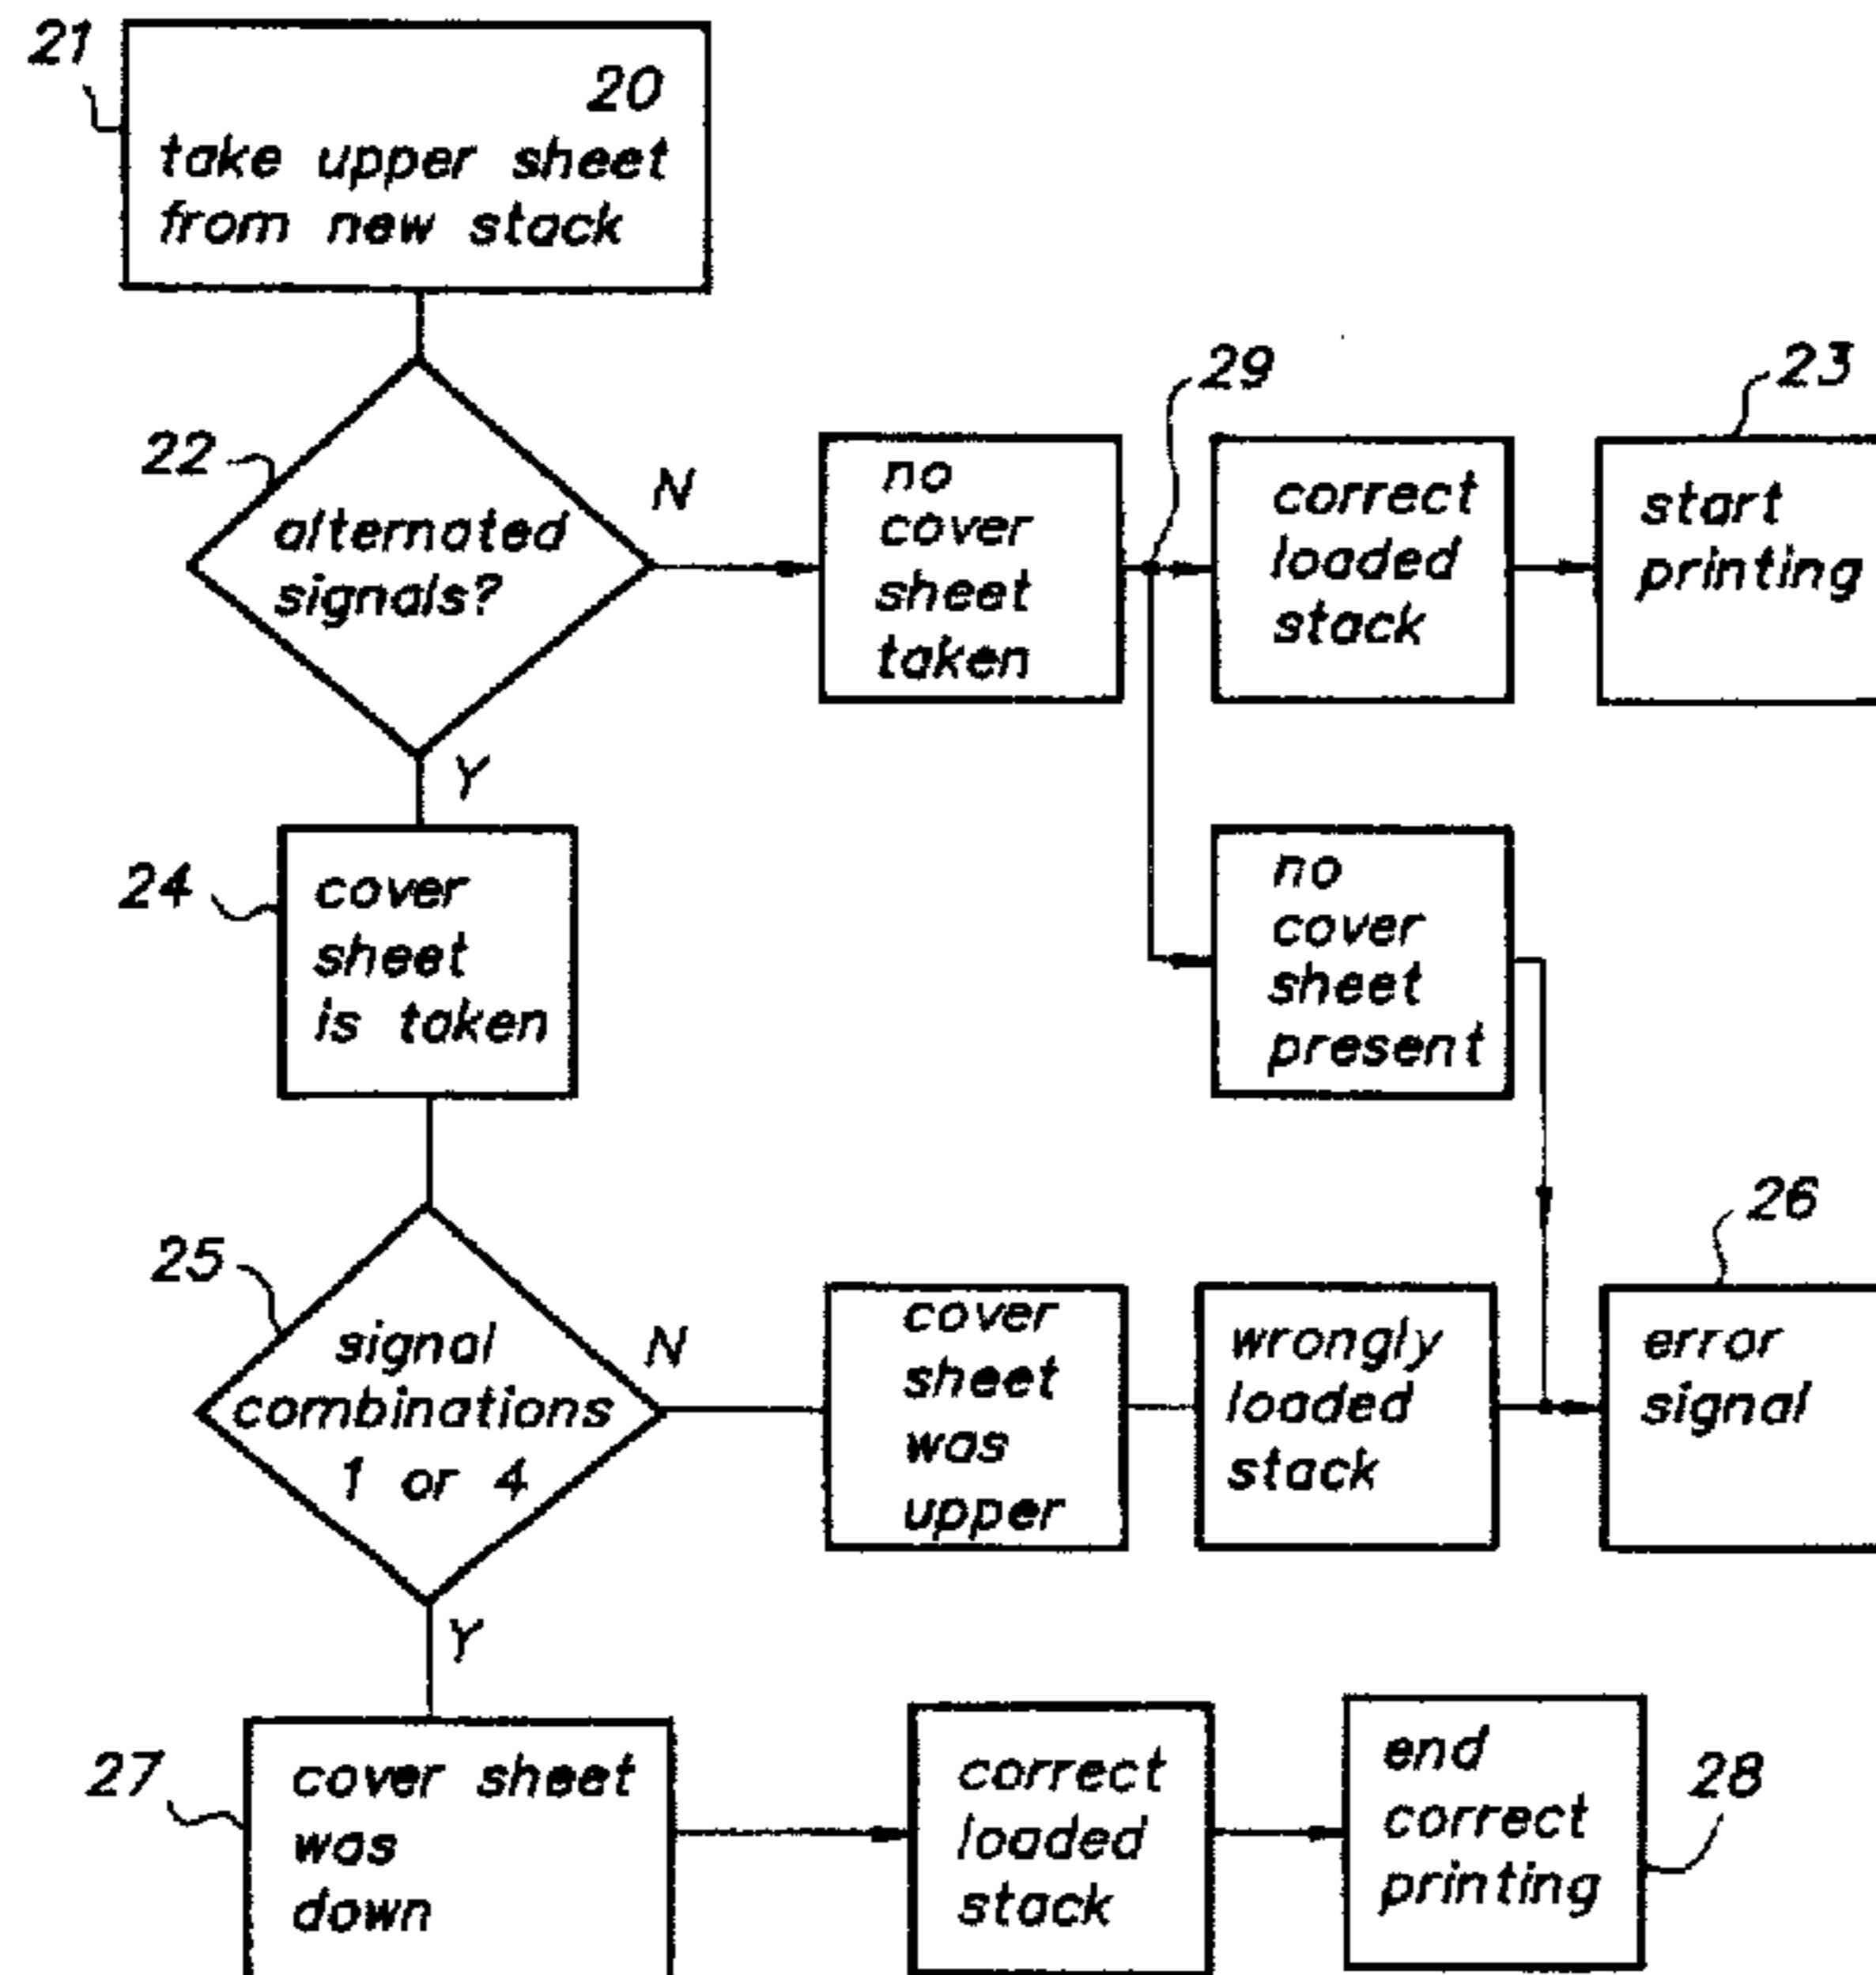 21
20
take upper sheet
from new stack
22
alternated
signals?
N
Y
no
cover
sheet
taken
29
correct
loaded
stack
23
start
printing
24
cover
sheet
is taken
no
cover
sheet
present
25
signal
combinations
1 or 4
N
Y
cover
sheet
was
upper
wrongly
loaded
stack
26
error
signal
27
cover sheet
was
down
correct
loaded
stack
end
correct
printing
28